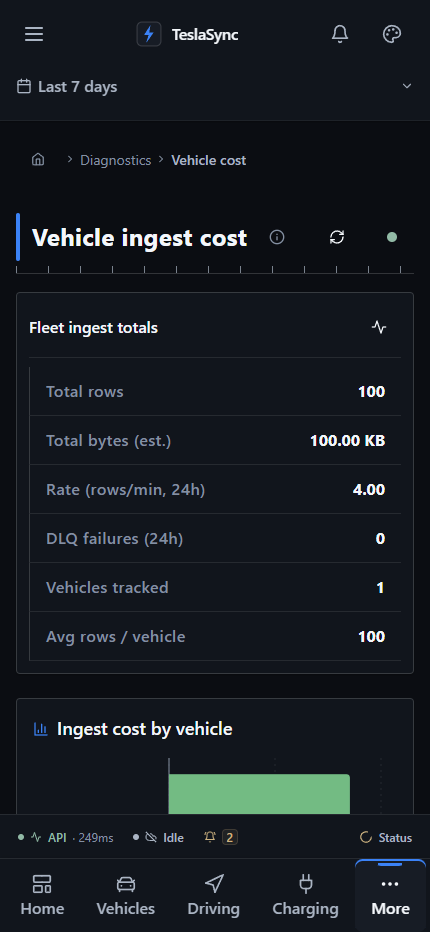 TeslaSync
Last 7 days
Diagnostics
Vehicle cost
Vehicle ingest cost
Fleet ingest totals
Total rows 100
Total bytes (est.) 100.00 KB
Rate (rows/min, 24h) 4.00
DLQ failures (24h) 0
Vehicles tracked 1
Avg rows / vehicle 100
Ingest cost by vehicle
API · 249ms Idle 2 Status
Home Vehicles Driving Charging More